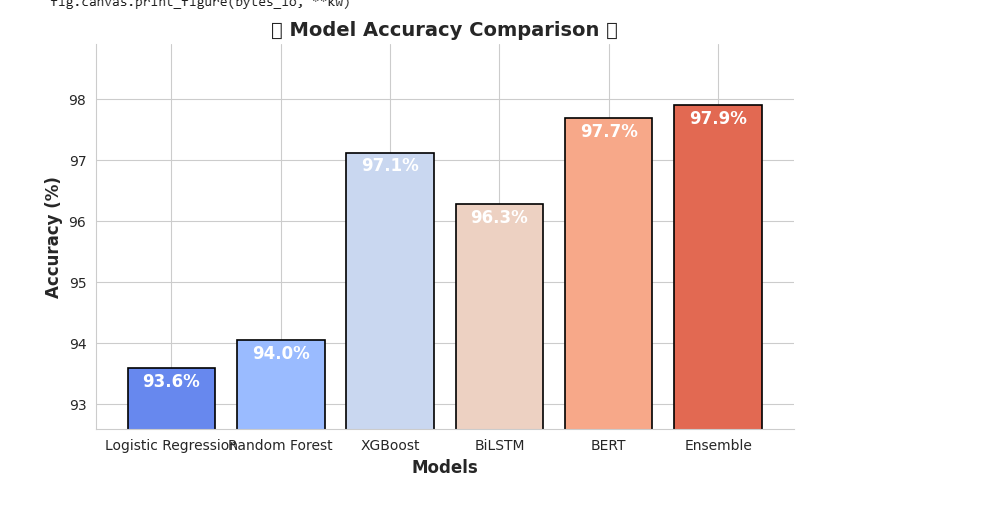 fig.canvas.print_figure(bytes_io, **kw)
Model Accuracy Comparison
98
97
96
95
94
93
Accuracy (%)
93.6%
94.0%
97.1%
96.3%
97.7%
97.9%
Logistic Regression Random Forest XGBoost BiLSTM BERT Ensemble
Models